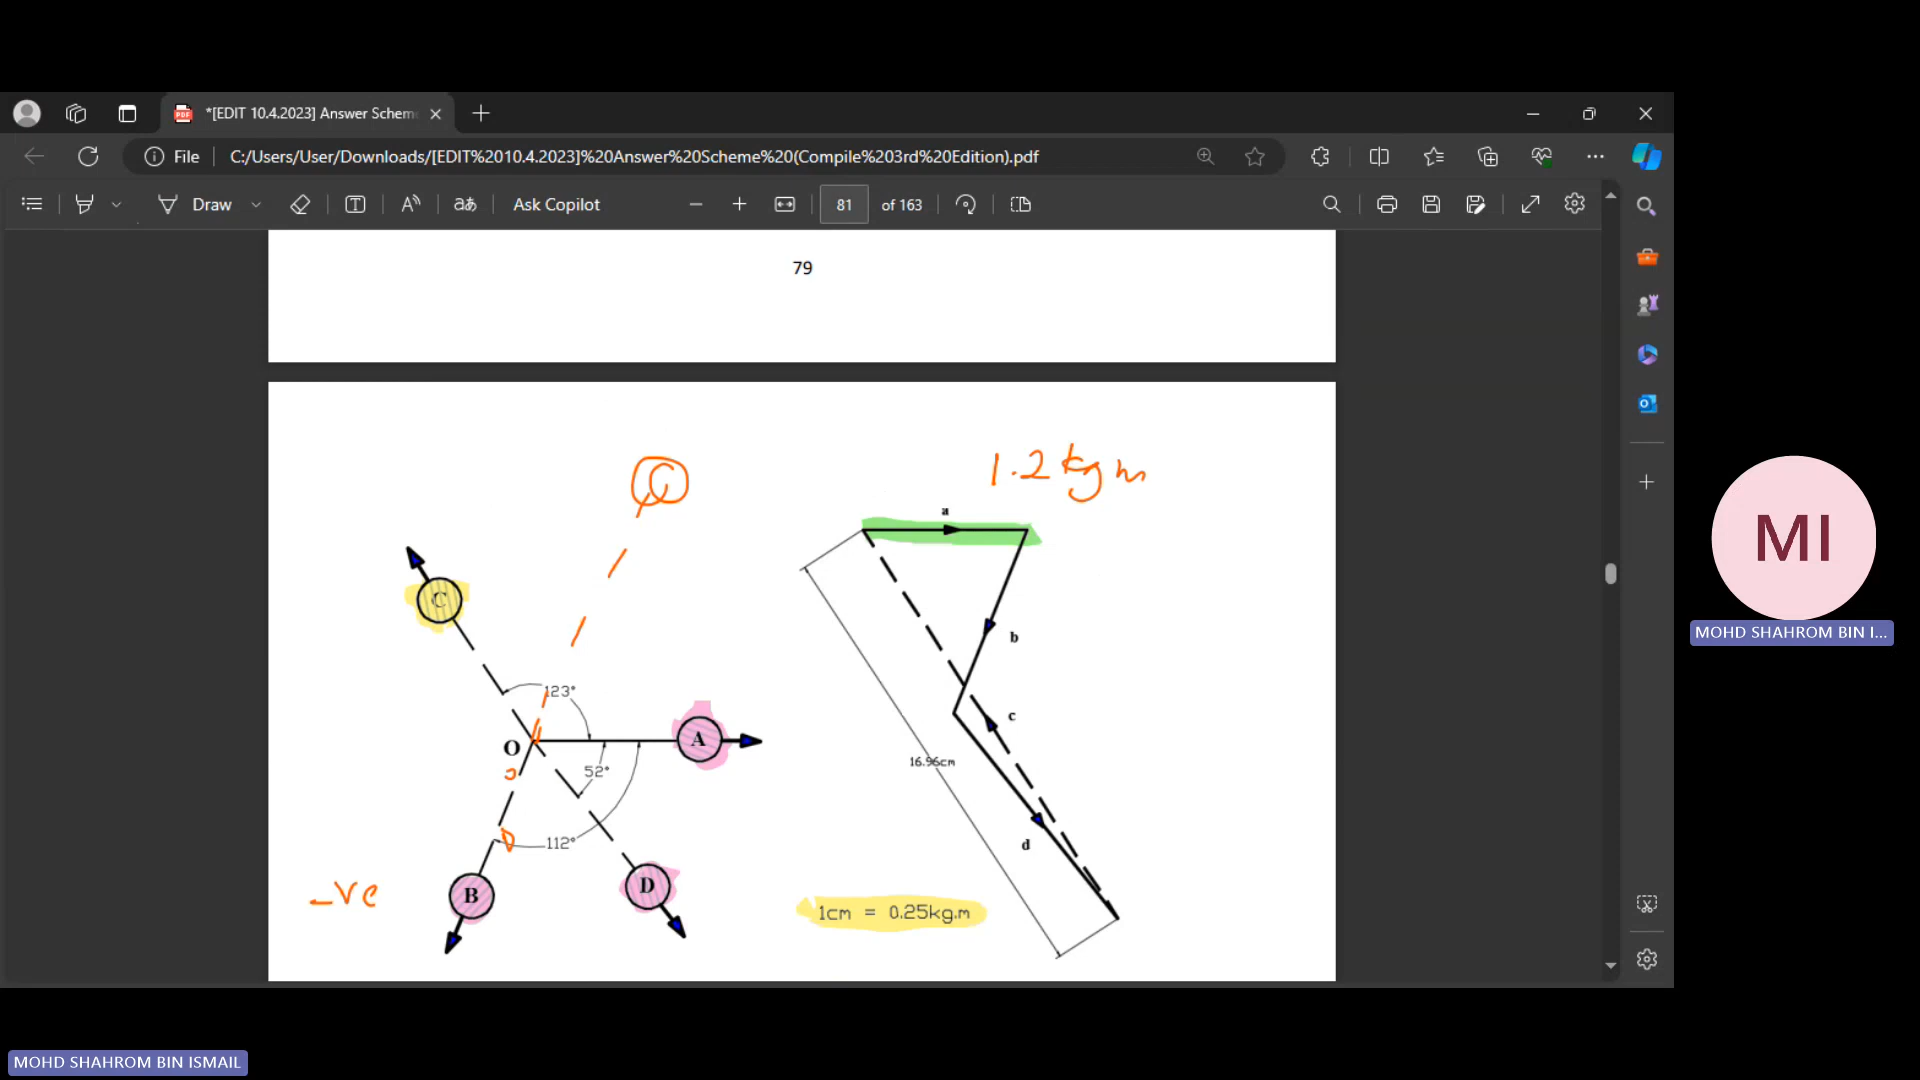 *[EDIT 10.4.2023] Answer Schem
File
C:/Users/User/Downloads/[EDIT%2010.4.2023]%20Answer%20Scheme%20(Compile%203rd%20Edition).pdf
Draw
Ask Copilot
81 of 163
79
1.2 kg m
a
C
b
123°
c
O
A
52°
16.96cm
112°
d
D
-ve
B
1cm = 0.25kg.m
MI
MOHD SHAHROM BIN I...
MOHD SHAHROM BIN ISMAIL